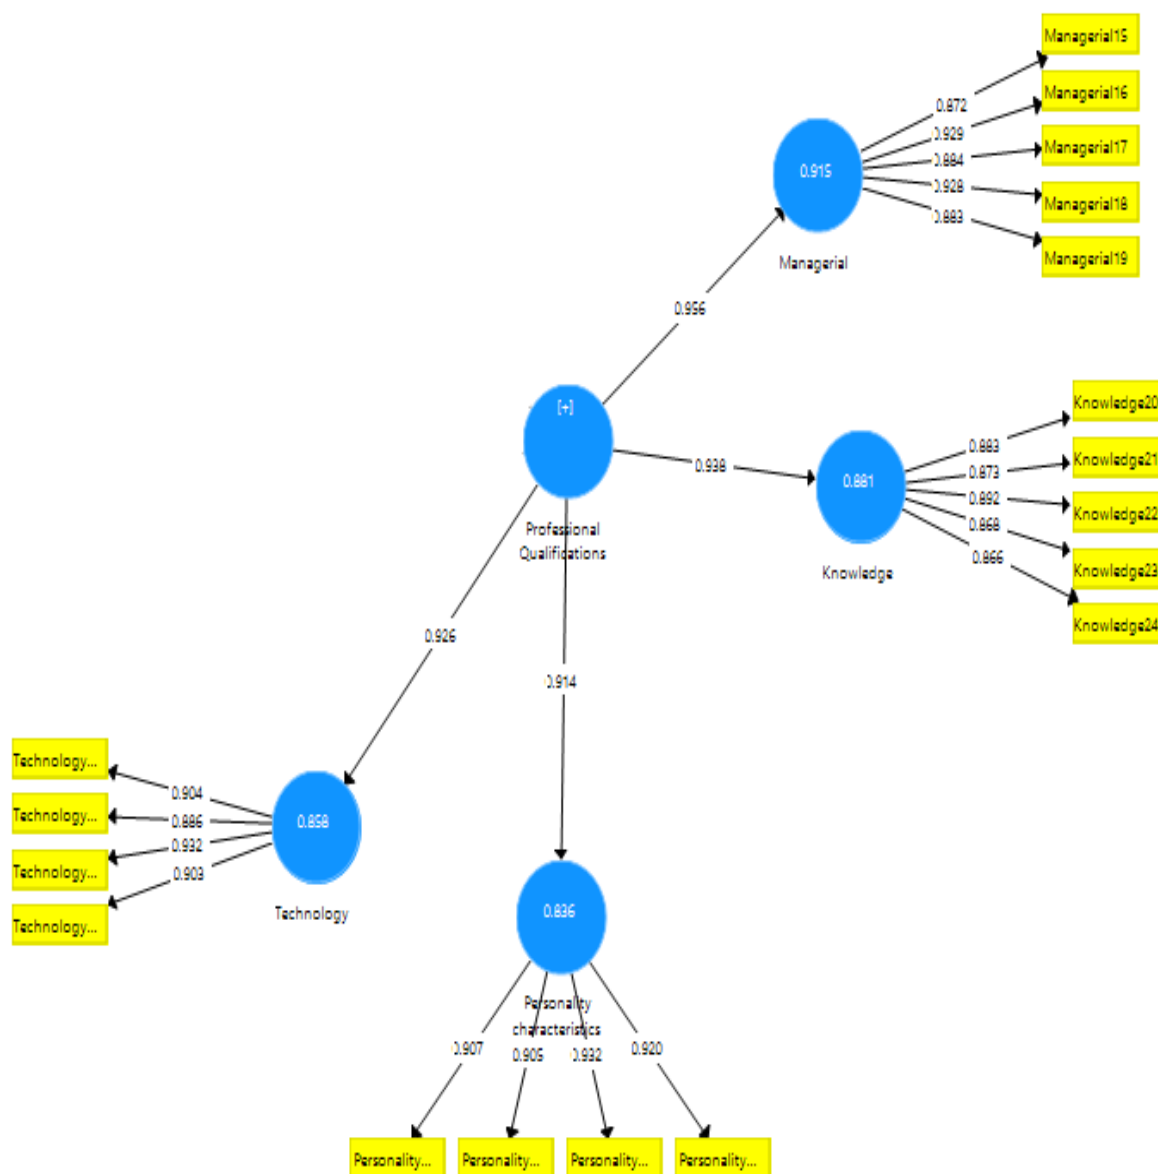 Managerial15
Managerial16
Managerial17
Managerial18
Managerial19
0.872
0.929
0.884
0.928
0.883
0.915
Managerial
0.956
[+]
Professional
Qualifications
0.938
0.881
Knowledge
0.883
0.873
0.892
0.868
0.866
Knowledge20
Knowledge21
Knowledge22
Knowledge23
Knowledge24
0.926
0.914
Technology...
Technology...
Technology...
Technology...
0.904
0.886
0.932
0.903
0.858
Technology
0.836
Personality
characteristics
0.907
0.905
0.932
0.920
Personality...
Personality...
Personality...
Personality...